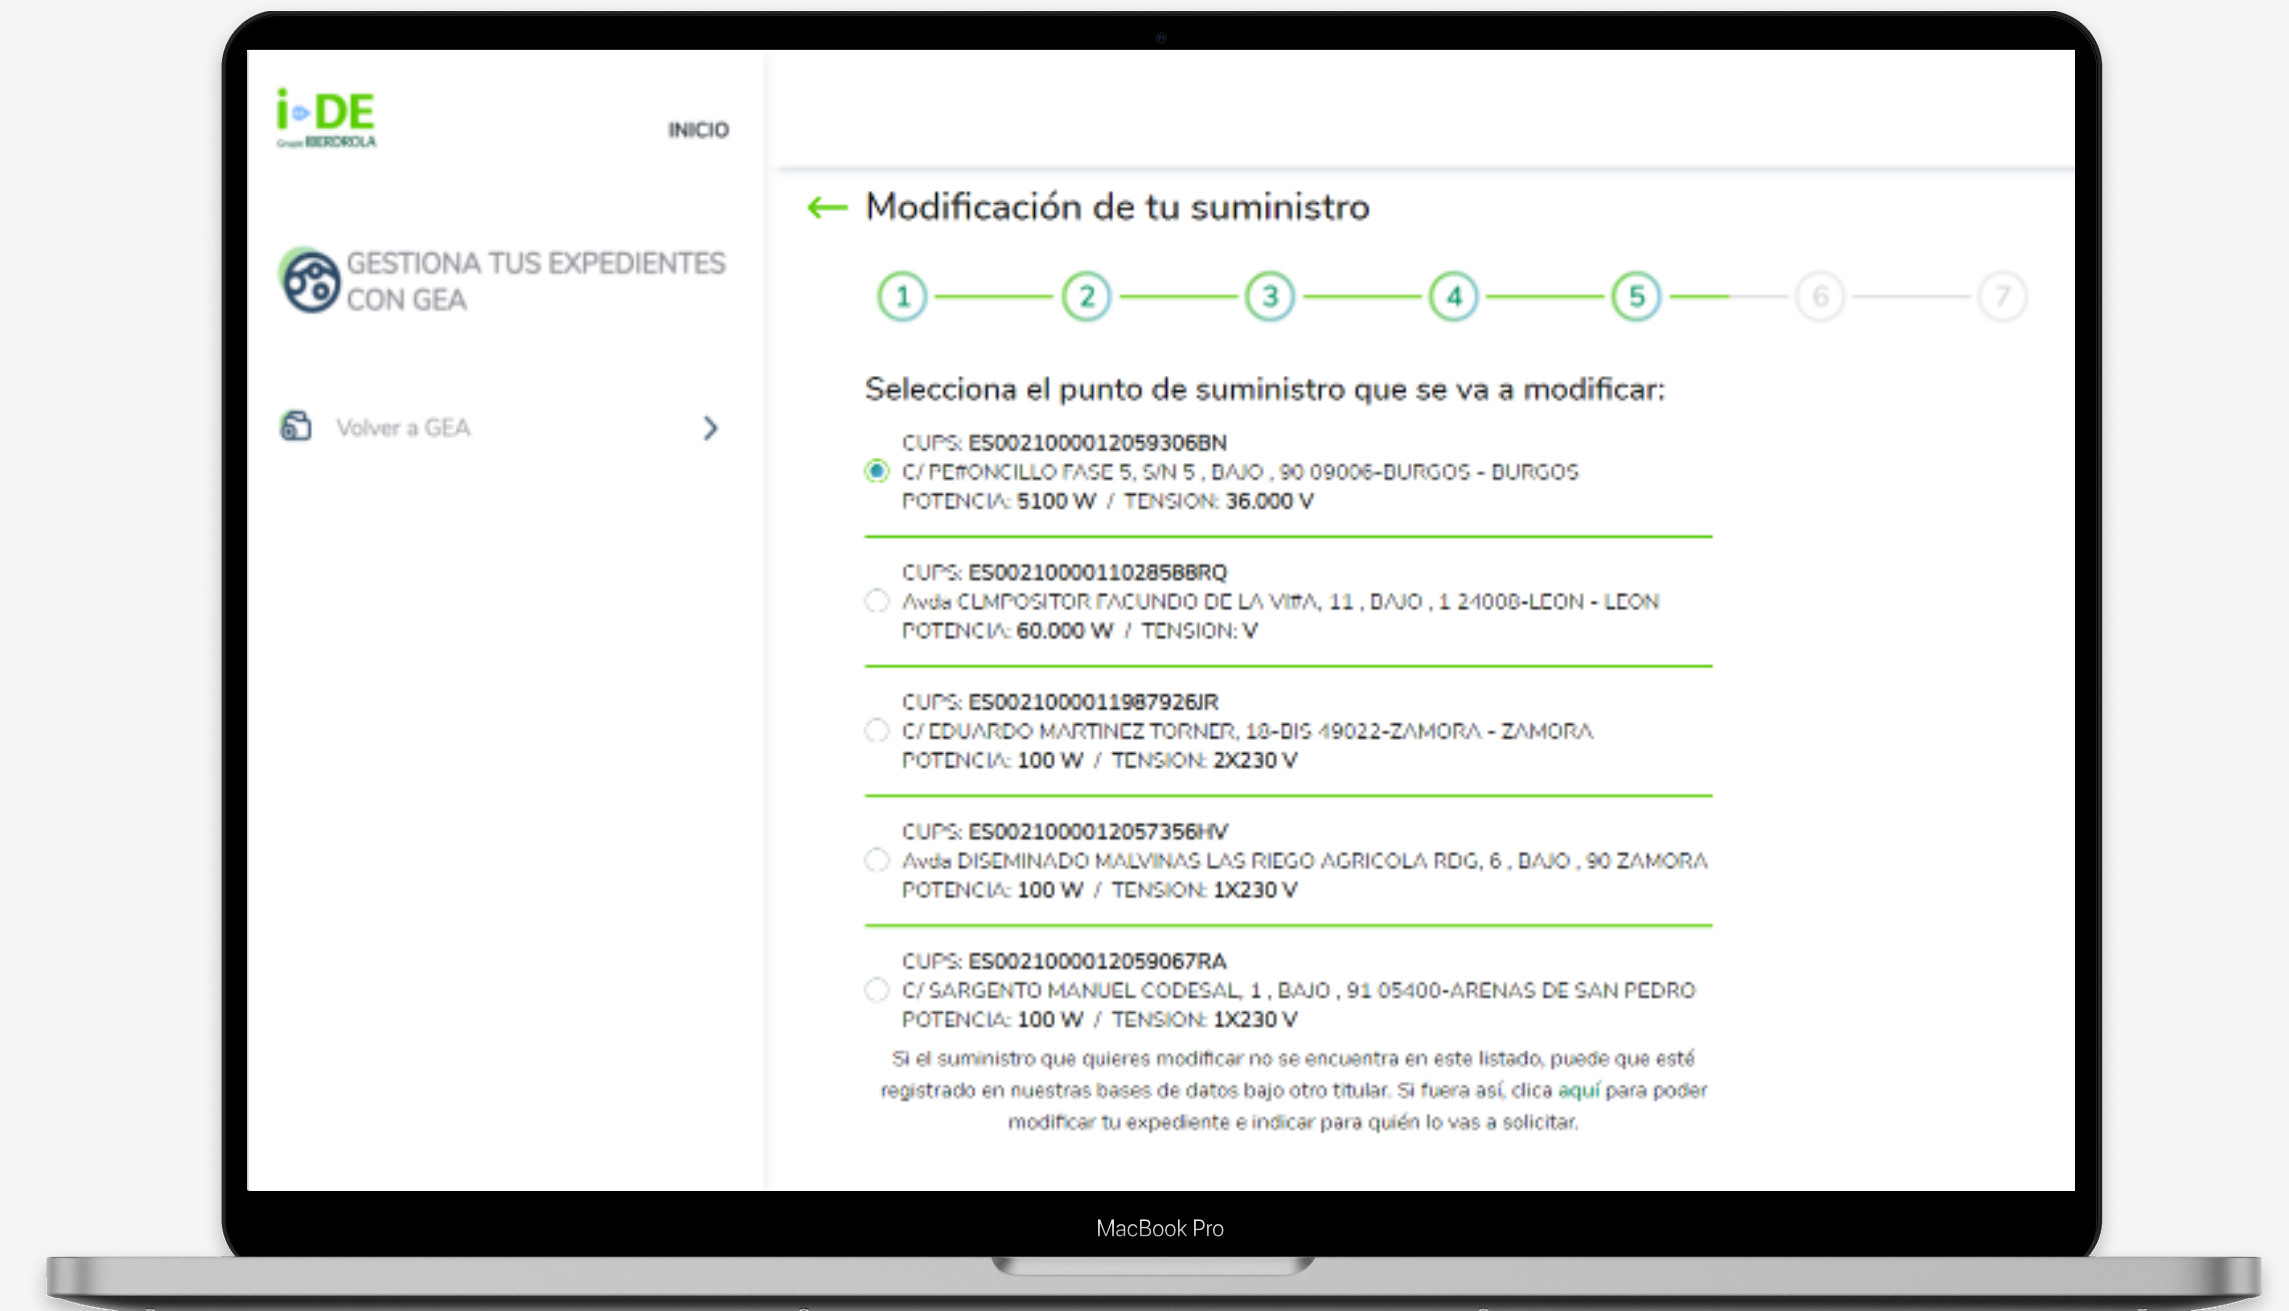 i-DE
Grupo IBERDROLA
INICIO
GESTIONA TUS EXPEDIENTES
CON GEA
Volver a GEA
← Modificación de tu suministro
1 2 3 4 5 6 7
Selecciona el punto de suministro que se va a modificar:
CUPS: ES0021000012059306BN
C/ PE#ONCILLO FASE 5, S/N 5 , BAJO , 90 09006-BURGOS - BURGOS
POTENCIA: 5100 W / TENSION: 36.000 V
CUPS: ES0021000011028588RQ
Avda CLMPOSITOR FACUNDO DE LA VI#A, 11 , BAJO , 1 24008-LEON - LEON
POTENCIA: 60.000 W / TENSION: V
CUPS: ES0021000011987926JR
C/ EDUARDO MARTINEZ TORNER, 18-BIS 49022-ZAMORA - ZAMORA
POTENCIA: 100 W / TENSION: 2X230 V
CUPS: ES0021000012057356HV
Avda DISEMINADO MALVINAS LAS RIEGO AGRICOLA RDG, 6 , BAJO , 90 ZAMORA
POTENCIA: 100 W / TENSION: 1X230 V
CUPS: ES0021000012059067RA
C/ SARGENTO MANUEL CODESAL, 1 , BAJO , 91 05400-ARENAS DE SAN PEDRO
POTENCIA: 100 W / TENSION: 1X230 V
Si el suministro que quieres modificar no se encuentra en este listado, puede que esté
registrado en nuestras bases de datos bajo otro titular. Si fuera así, clica aquí para poder
modificar tu expediente e indicar para quién lo vas a solicitar.
MacBook Pro